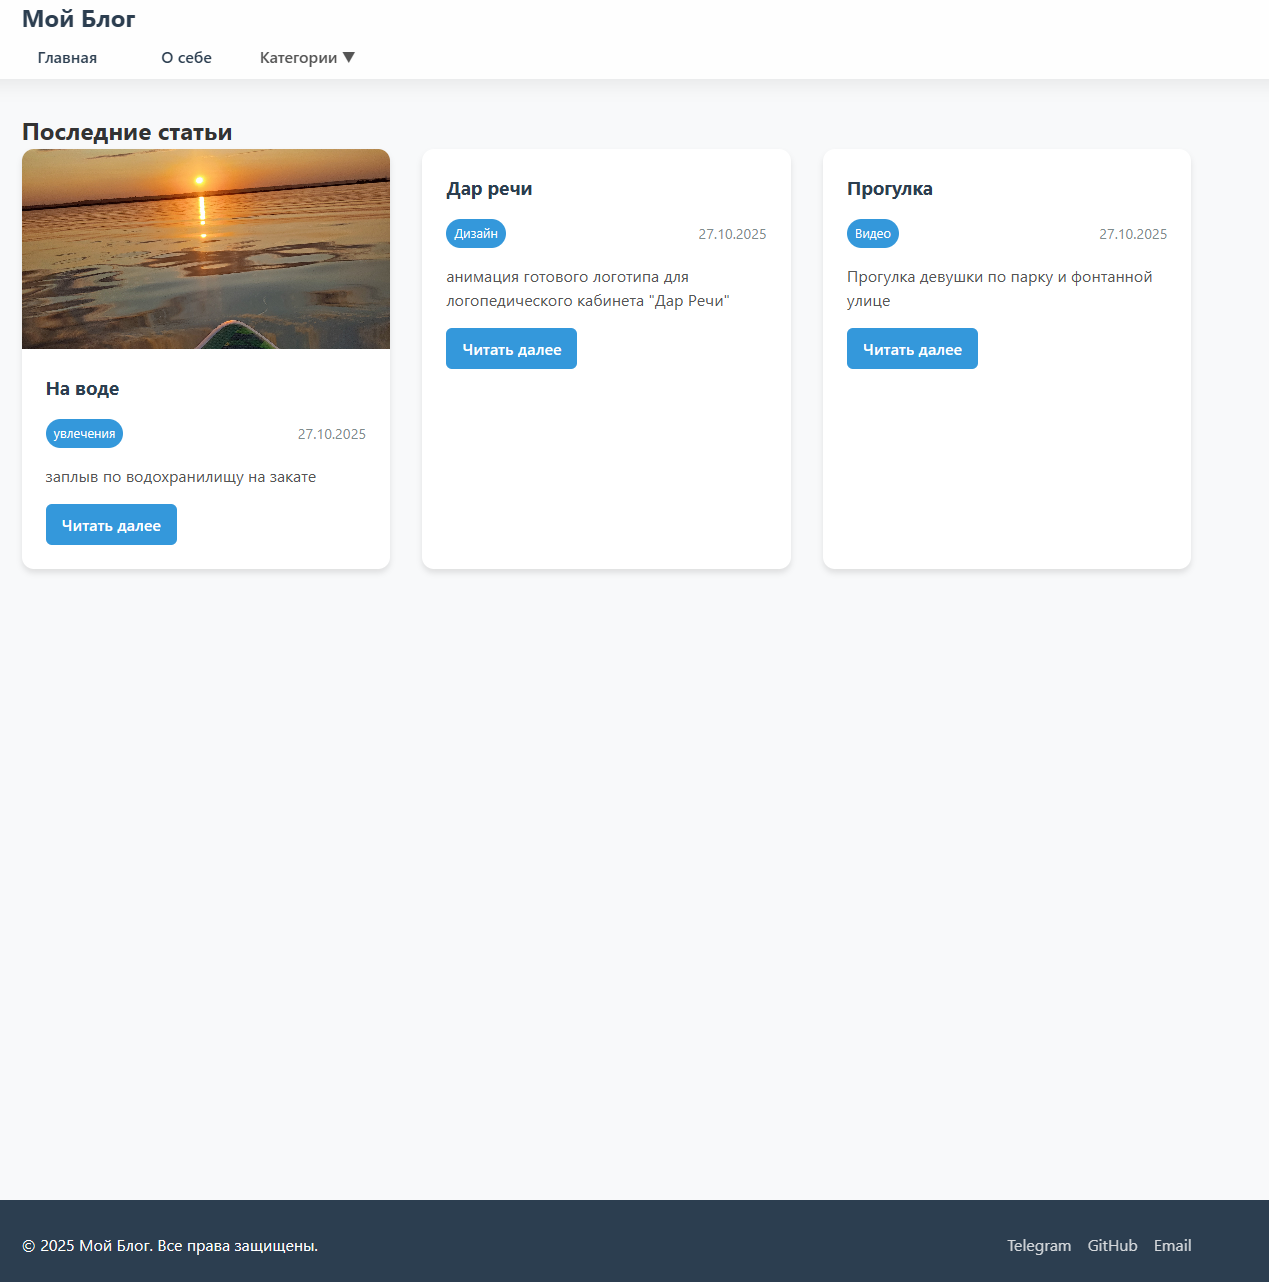 Мой Блог
Главная О себе Категории ▼
Последние статьи
На воде
увлечения 27.10.2025
заплыв по водохранилищу на закате
Читать далее
Дар речи
Дизайн 27.10.2025
анимация готового логотипа для
логопедического кабинета "Дар Речи"
Читать далее
Прогулка
Видео 27.10.2025
Прогулка девушки по парку и фонтанной
улице
Читать далее
© 2025 Мой Блог. Все права защищены.
Telegram GitHub Email